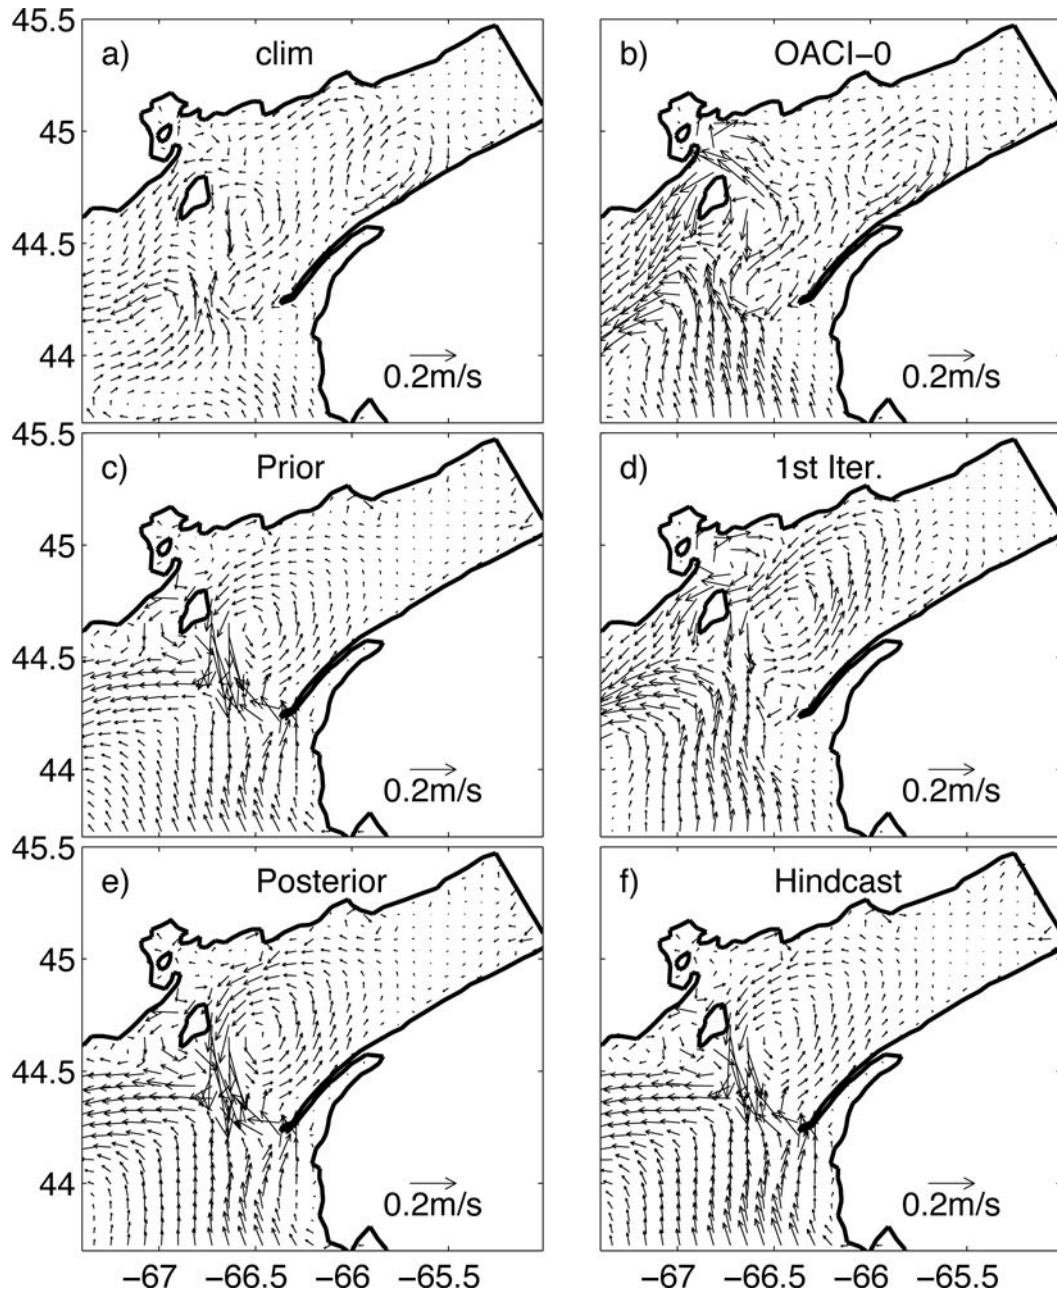 45.5
a) clim
b) OACI-0
45
44.5
44
0.2m/s
0.2m/s
45.5
c) Prior
d) 1st Iter.
45
44.5
44
0.2m/s
0.2m/s
45.5
e) Posterior
f) Hindcast
45
44.5
44
0.2m/s
0.2m/s
-67 -66.5 -66 -65.5
-67 -66.5 -66 -65.5